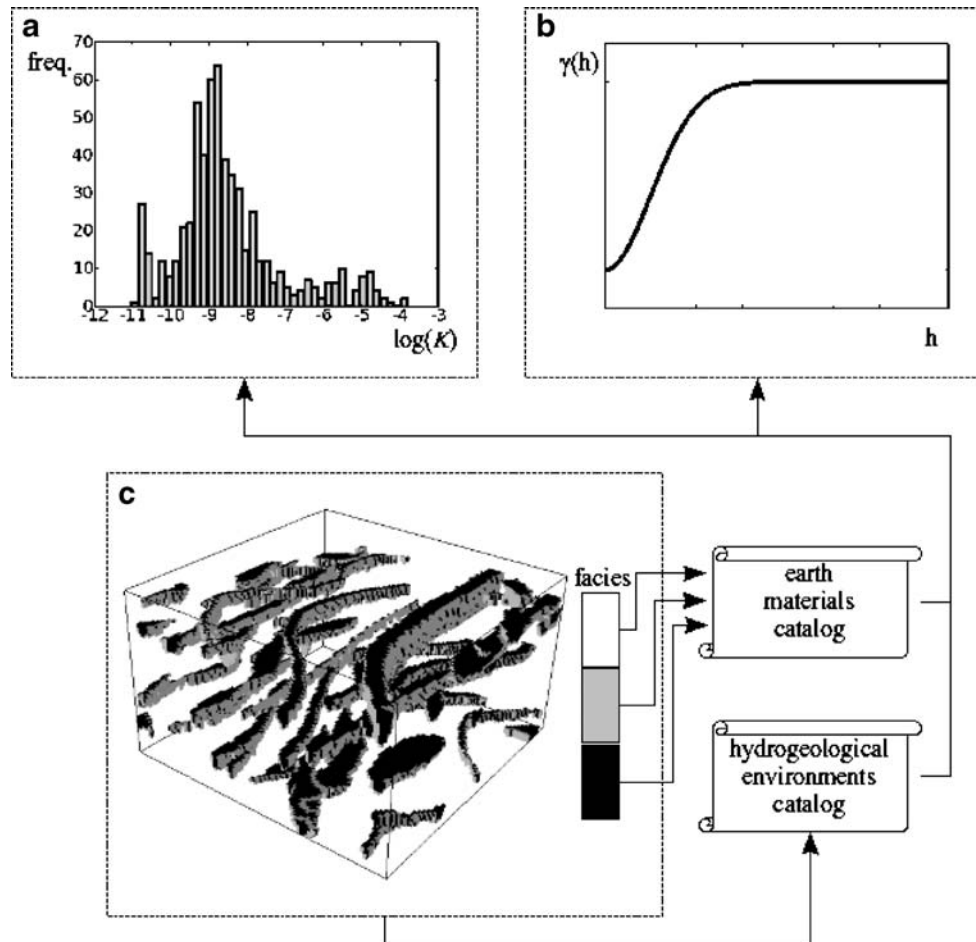 a
freq.
70
60
50
40
30
20
10
0
-12 -11 -10 -9 -8 -7 -6 -5 -4 -3
log(K)
b
γ(h)
h
c
facies
earth
materials
catalog
hydrogeological
environments
catalog